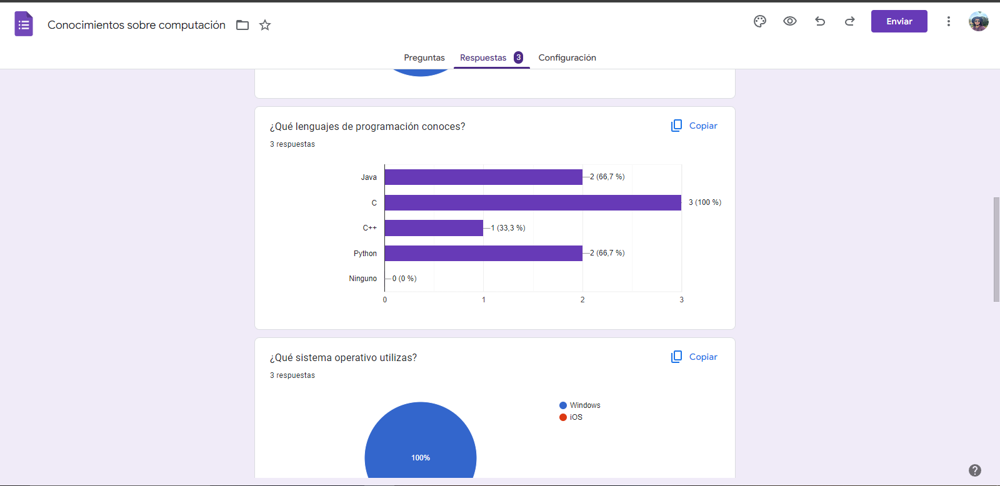 Conocimientos sobre computación
Enviar
Preguntas
Respuestas 3
Configuración
¿Qué lenguajes de programación conoces?
Copiar
3 respuestas
Java
2 (66,7 %)
C
3 (100 %)
C++
1 (33,3 %)
Python
2 (66,7 %)
Ninguno
0 (0 %)
0 1 2 3
¿Qué sistema operativo utilizas?
Copiar
3 respuestas
Windows
iOS
100%
?